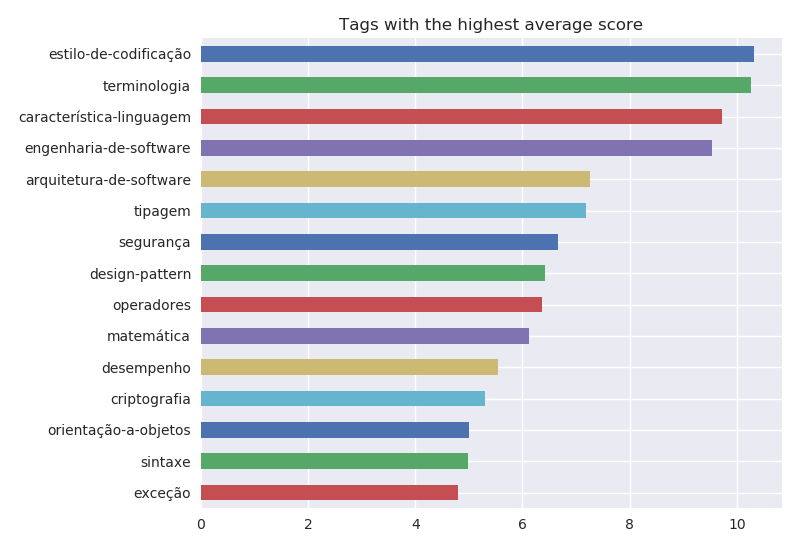 Tags with the highest average score
estilo-de-codificação
terminologia
característica-linguagem
engenharia-de-software
arquitetura-de-software
tipagem
segurança
design-pattern
operadores
matemática
desempenho
criptografia
orientação-a-objetos
sintaxe
exceção
0 2 4 6 8 10